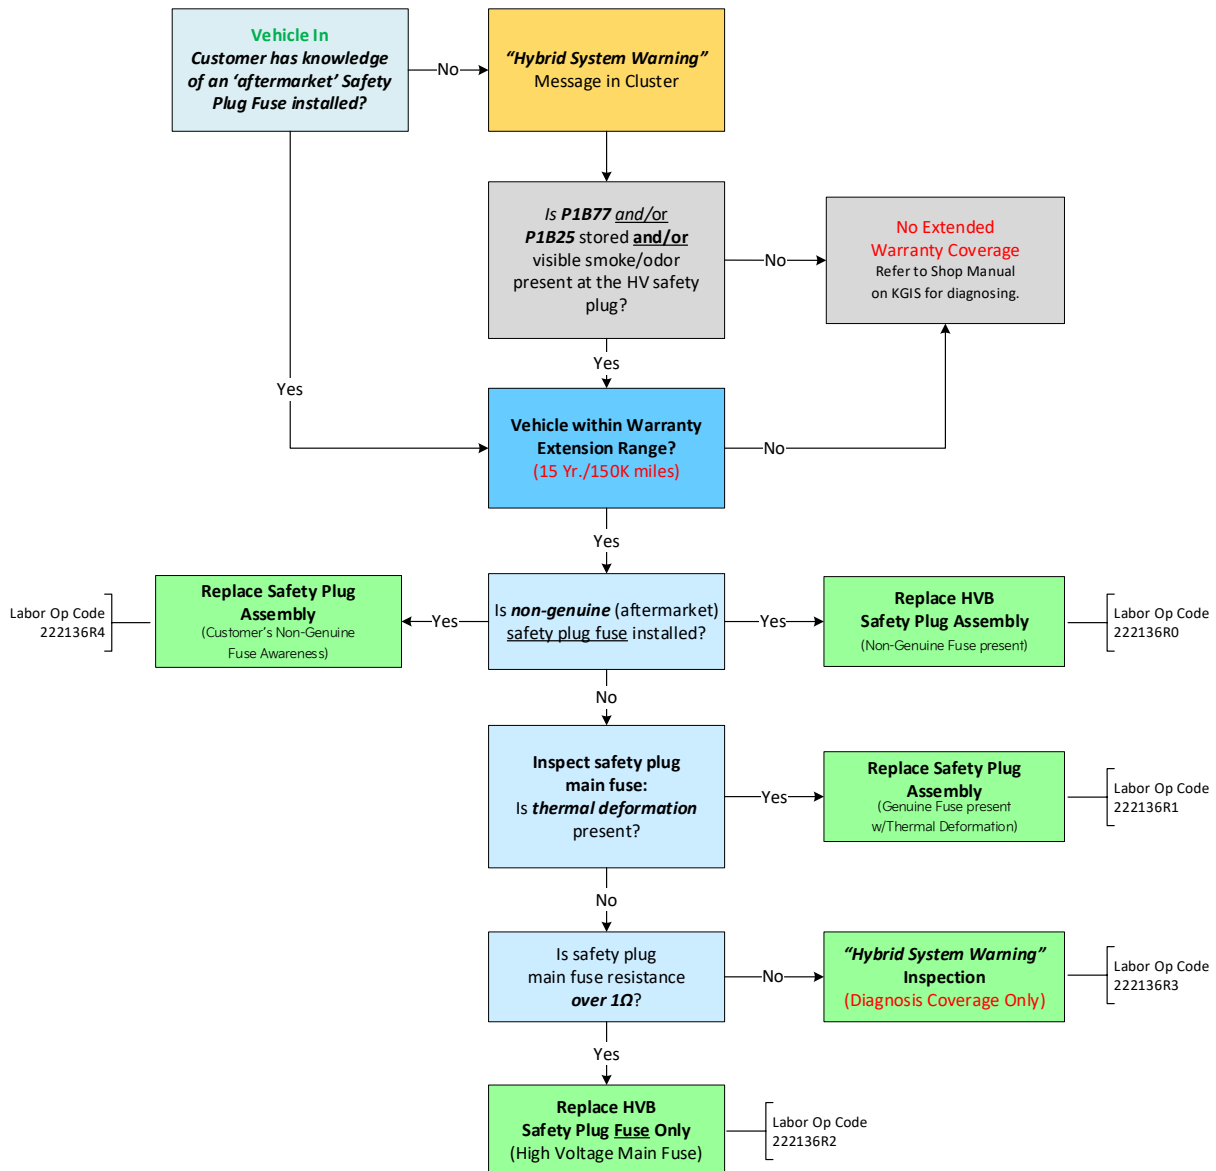 Vehicle In
Customer has knowledge
of an ‘aftermarket’ Safety
Plug Fuse installed?
No
“Hybrid System Warning”
Message in Cluster
Is P1B77 and/or
P1B25 stored and/or
visible smoke/odor
present at the HV safety
plug?
No
No Extended
Warranty Coverage
Refer to Shop Manual
on KGIS for diagnosing.
Yes
Yes
Vehicle within Warranty
Extension Range?
(15 Yr./150K miles)
No
Yes
Labor Op Code
222136R4
Replace Safety Plug
Assembly
(Customer’s Non-Genuine
Fuse Awareness)
Yes
Is non-genuine (aftermarket)
safety plug fuse installed?
Yes
Replace HVB
Safety Plug Assembly
(Non-Genuine Fuse present)
Labor Op Code
222136R0
No
Inspect safety plug
main fuse:
Is thermal deformation
present?
Yes
Replace Safety Plug
Assembly
(Genuine Fuse present
w/Thermal Deformation)
Labor Op Code
222136R1
No
Is safety plug
main fuse resistance
over 1Ω?
No
“Hybrid System Warning”
Inspection
(Diagnosis Coverage Only)
Labor Op Code
222136R3
Yes
Replace HVB
Safety Plug Fuse Only
(High Voltage Main Fuse)
Labor Op Code
222136R2